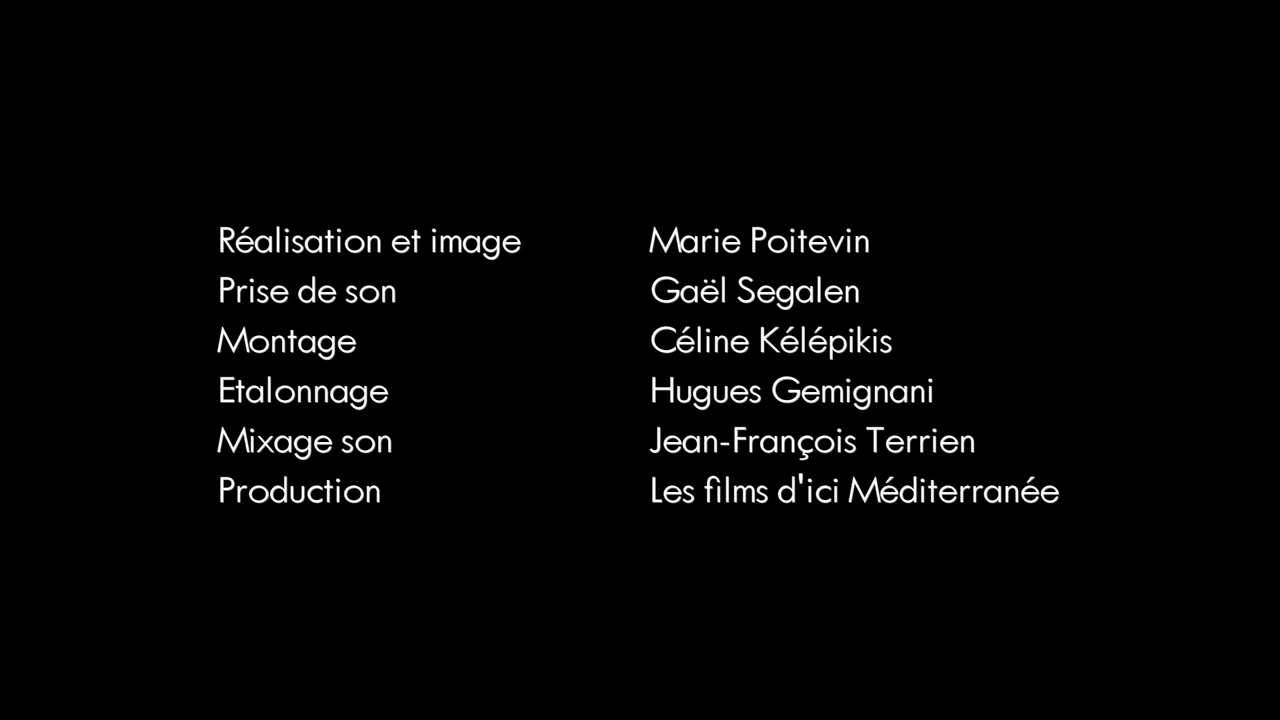 Réalisation et image Marie Poitevin
Prise de son Gaël Segalen
Montage Céline Kélépikis
Etalonnage Hugues Gemignani
Mixage son Jean-François Terrien
Production Les films d'ici Méditerranée